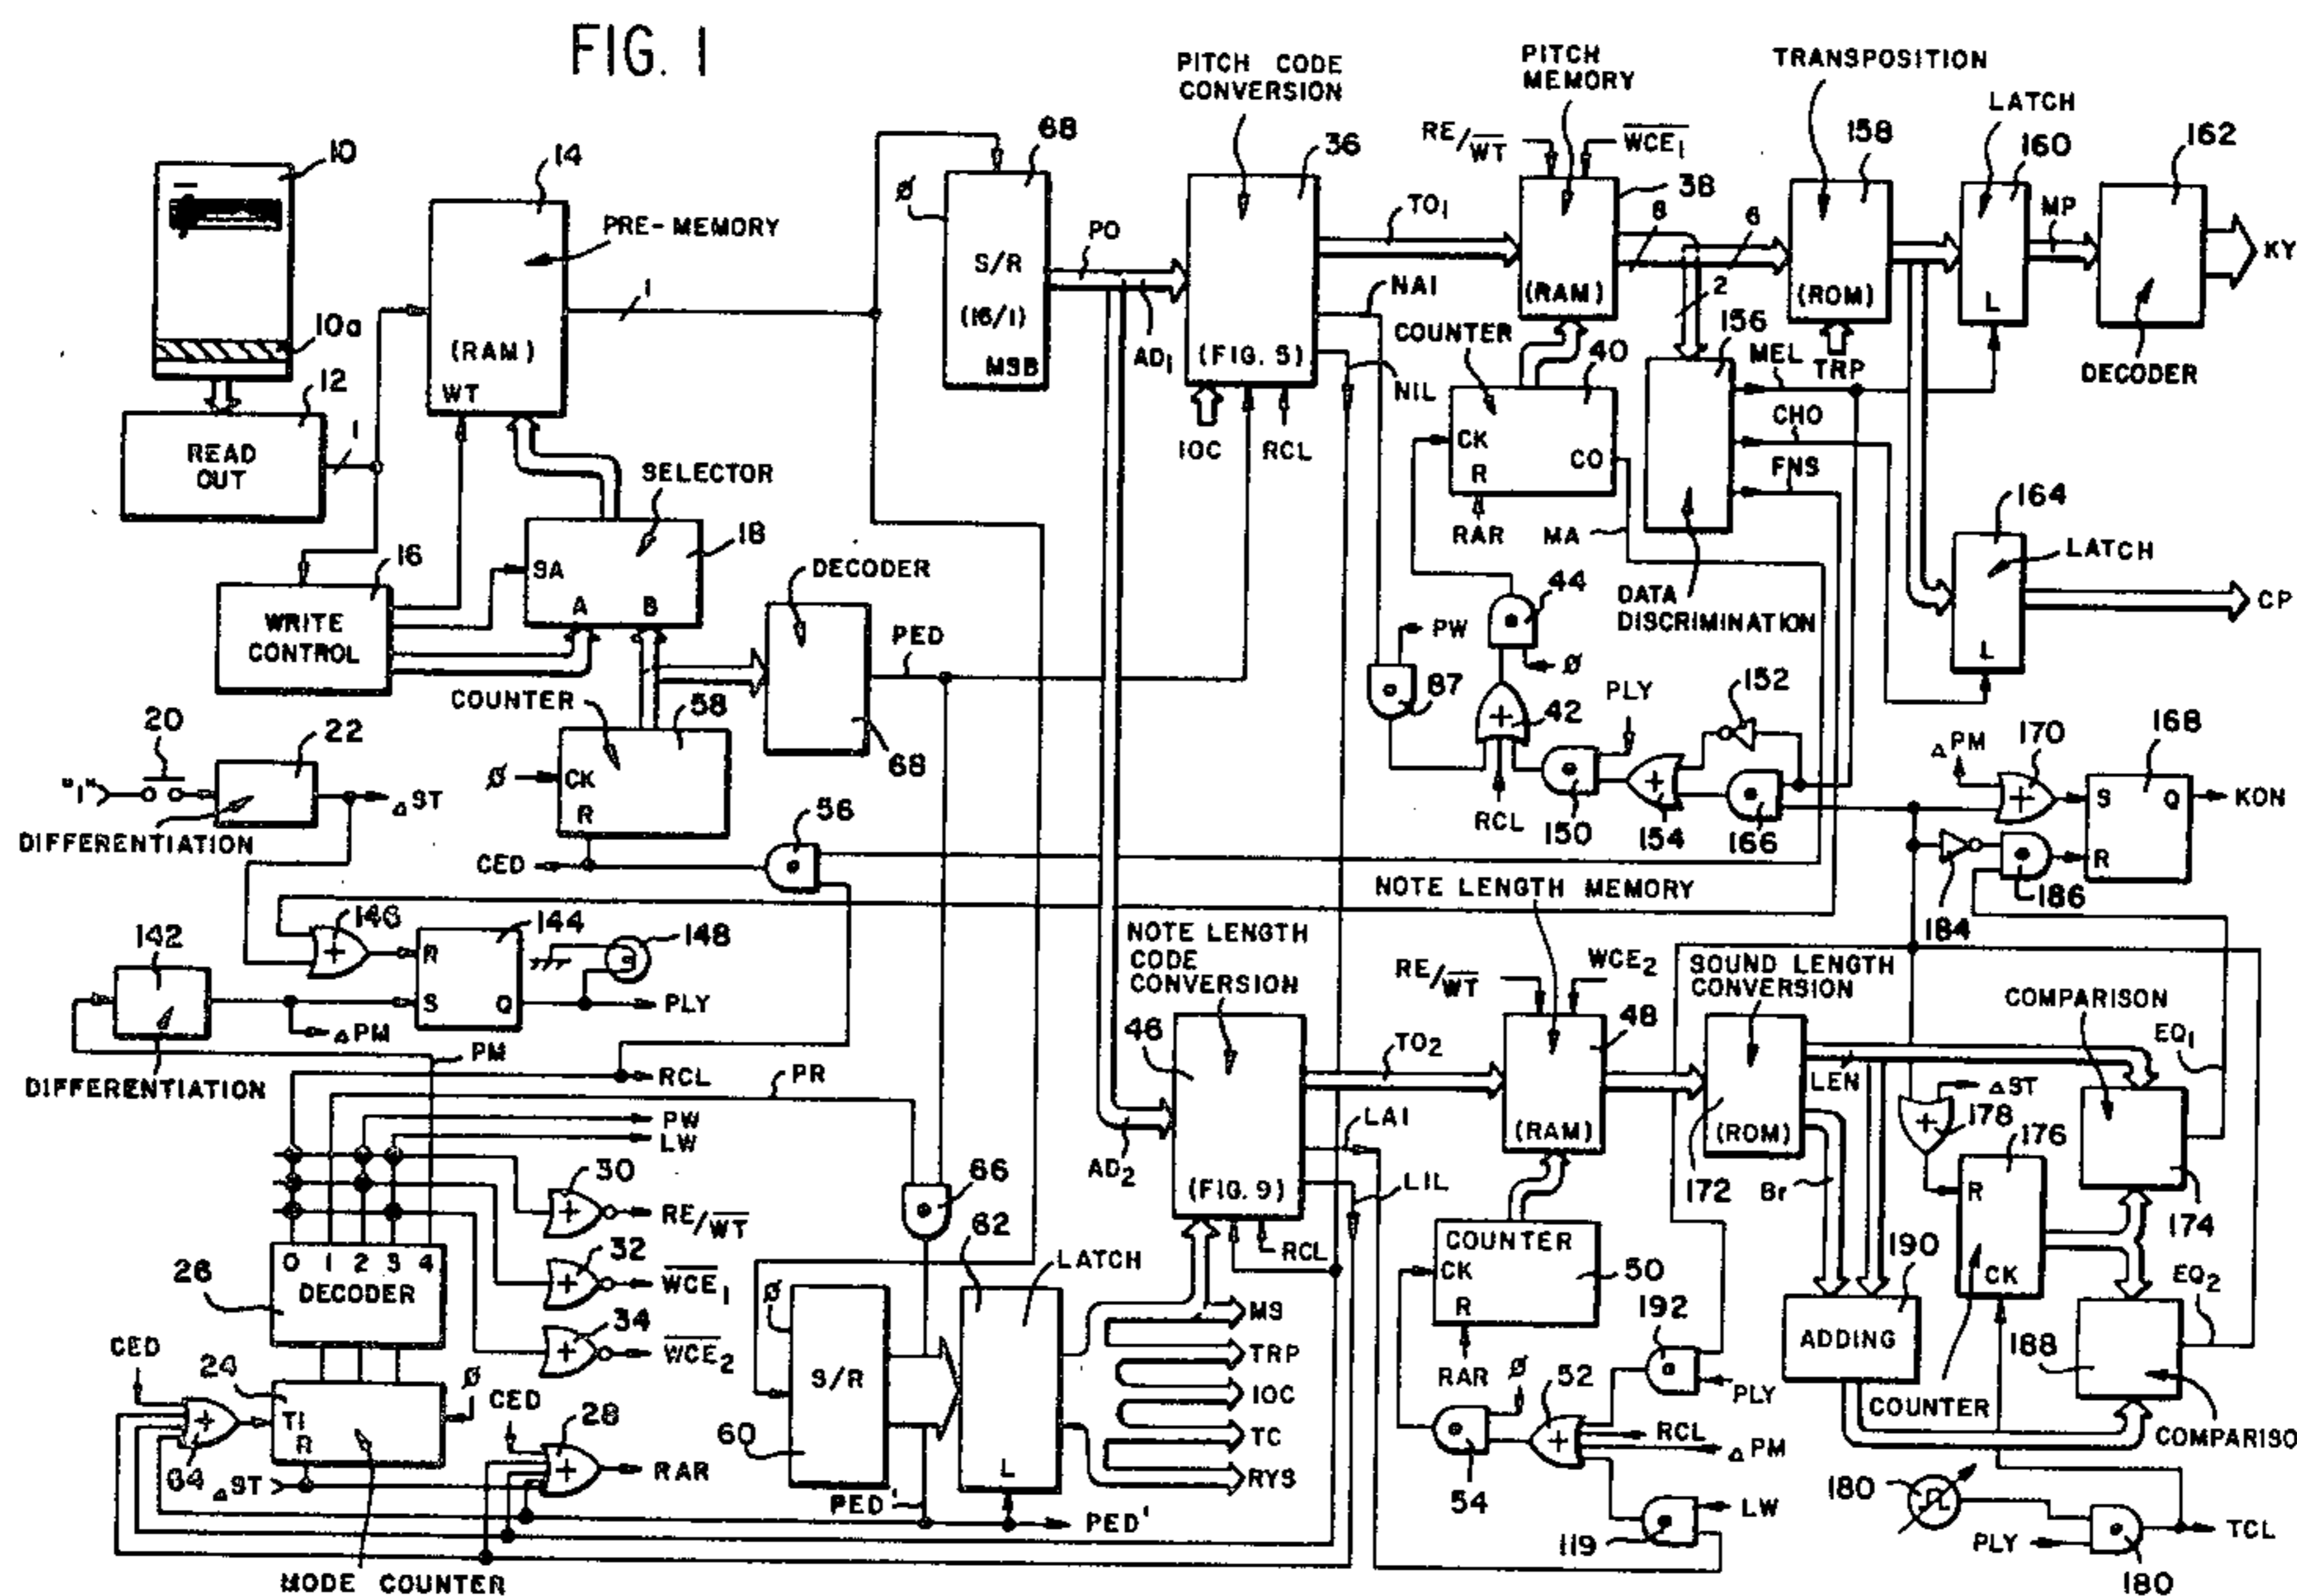 FIG. 1
PITCH CODE
CONVERSION
PITCH
MEMORY
TRANSPOSITION
LATCH
10
14
68
36
RE/WT
WCE1
38
158
160
162
PRE-MEMORY
Ø
TO1
8
6
MP
KY
PO
S/R
(16/1)
MSB
AD1
(FIG. 5)
NAI
NIL
(RAM)
2
(ROM)
L
DECODER
10a
(RAM)
WT
1
12
READ
OUT
1
IOC
RCL
COUNTER
40
CK
R
CO
RAR
MA
156
MEL
TRP
CHO
FNS
DATA
DISCRIMINATION
164
LATCH
L
CP
SELECTOR
18
SA
A
B
16
WRITE
CONTROL
DECODER
PED
68
COUNTER
58
Ø
CK
R
44
Ø
PW
87
42
RCL
PLY
150
154
152
166
20
22
"1"
ΔST
DIFFERENTIATION
CED
56
ΔPM
170
168
S
Q
R
KON
184
186
NOTE LENGTH MEMORY
146
144
148
142
R
S
Q
PLY
ΔPM
PM
DIFFERENTIATION
RCL
PR
PW
LW
NOTE LENGTH
CODE
CONVERSION
46
AD2
(FIG. 9)
TO2
LAI
LIL
RCL
RE/WT
WCE2
48
(RAM)
SOUND LENGTH
CONVERSION
(ROM)
172
LEN
Br
COMPARISON
EQ1
174
ΔST
178
176
R
CK
COUNTER
190
ADDING
188
EQ2
COMPARISO
30
RE/WT
32
WCE1
34
WCE2
0 1 2 3 4
DECODER
26
CED
24
TI
R
Ø
64
ΔST
MODE COUNTER
CED
28
RAR
66
62
LATCH
Ø
S/R
60
L
PED'
PED'
MS
TRP
IOC
TC
RYS
COUNTER
CK
R
50
RAR
192
PLY
Ø
52
54
RCL
ΔPM
LW
119
180
PLY
TCL
180